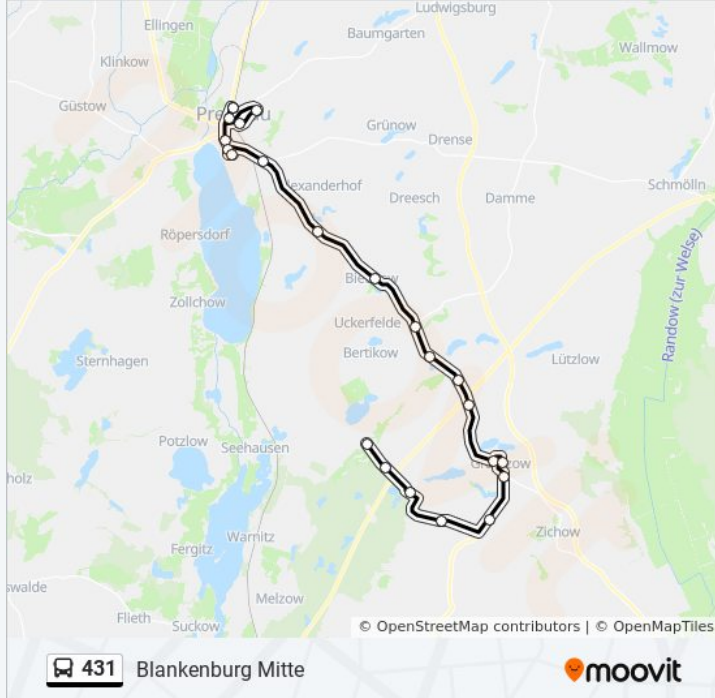 Ludwigsburg
Ellingen
Baumgarten
Wallmow
Klinkow
Güstow
Grünow
Drense
Schmölln
Dreesch
Damme
Röpersdorf
Randow (zur Welse)
Zollchow
Uckerfelde
Bertikow
Lützlow
Sternhagen
Potzlow
Seehausen
Zichow
Warnitz
Fergitz
Melzow
Flieth
Suckow
© OpenStreetMap contributors | © OpenMapTiles
431 Blankenburg Mitte
moovit